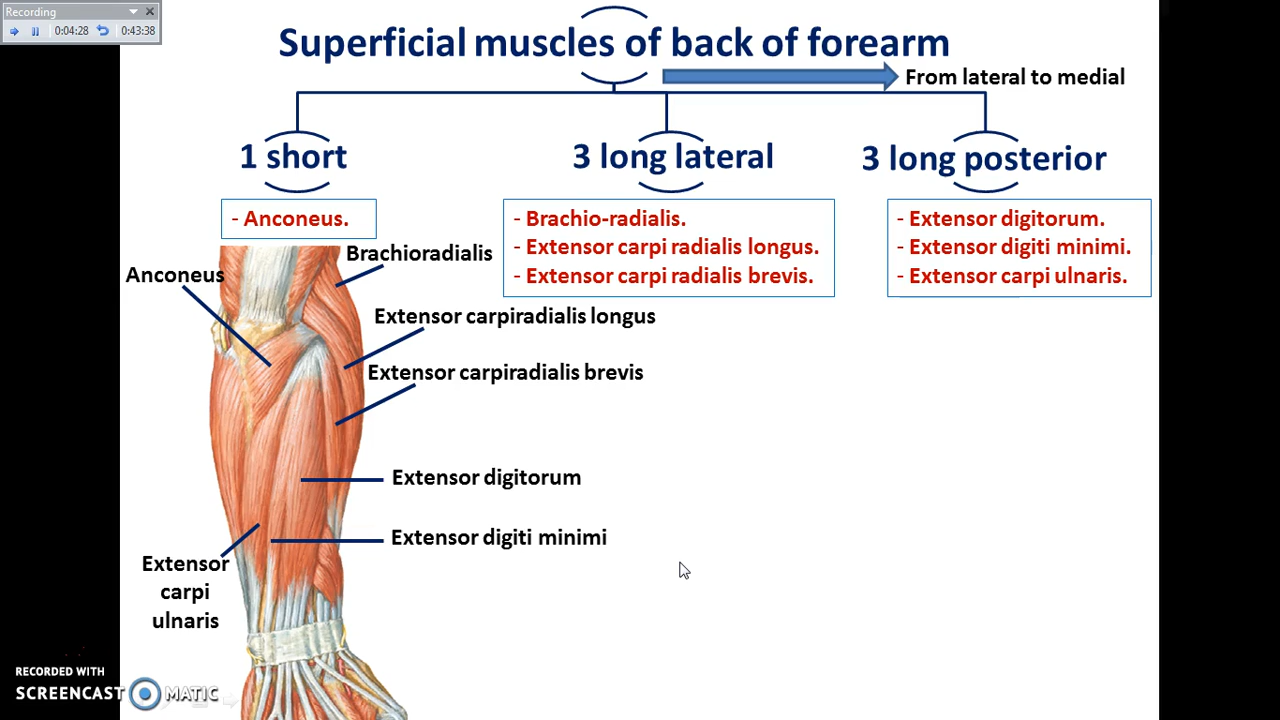 Recording
0:04:28
0:43:38
Superficial muscles of back of forearm
From lateral to medial
1 short
3 long lateral
3 long posterior
- Anconeus.
- Brachio-radialis.
- Extensor carpi radialis longus.
- Extensor carpi radialis brevis.
- Extensor digitorum.
- Extensor digiti minimi.
- Extensor carpi ulnaris.
Brachioradialis
Anconeus
Extensor carpiradialis longus
Extensor carpiradialis brevis
Extensor digitorum
Extensor digiti minimi
Extensor
carpi
ulnaris
RECORDED WITH
SCREENCAST MATIC